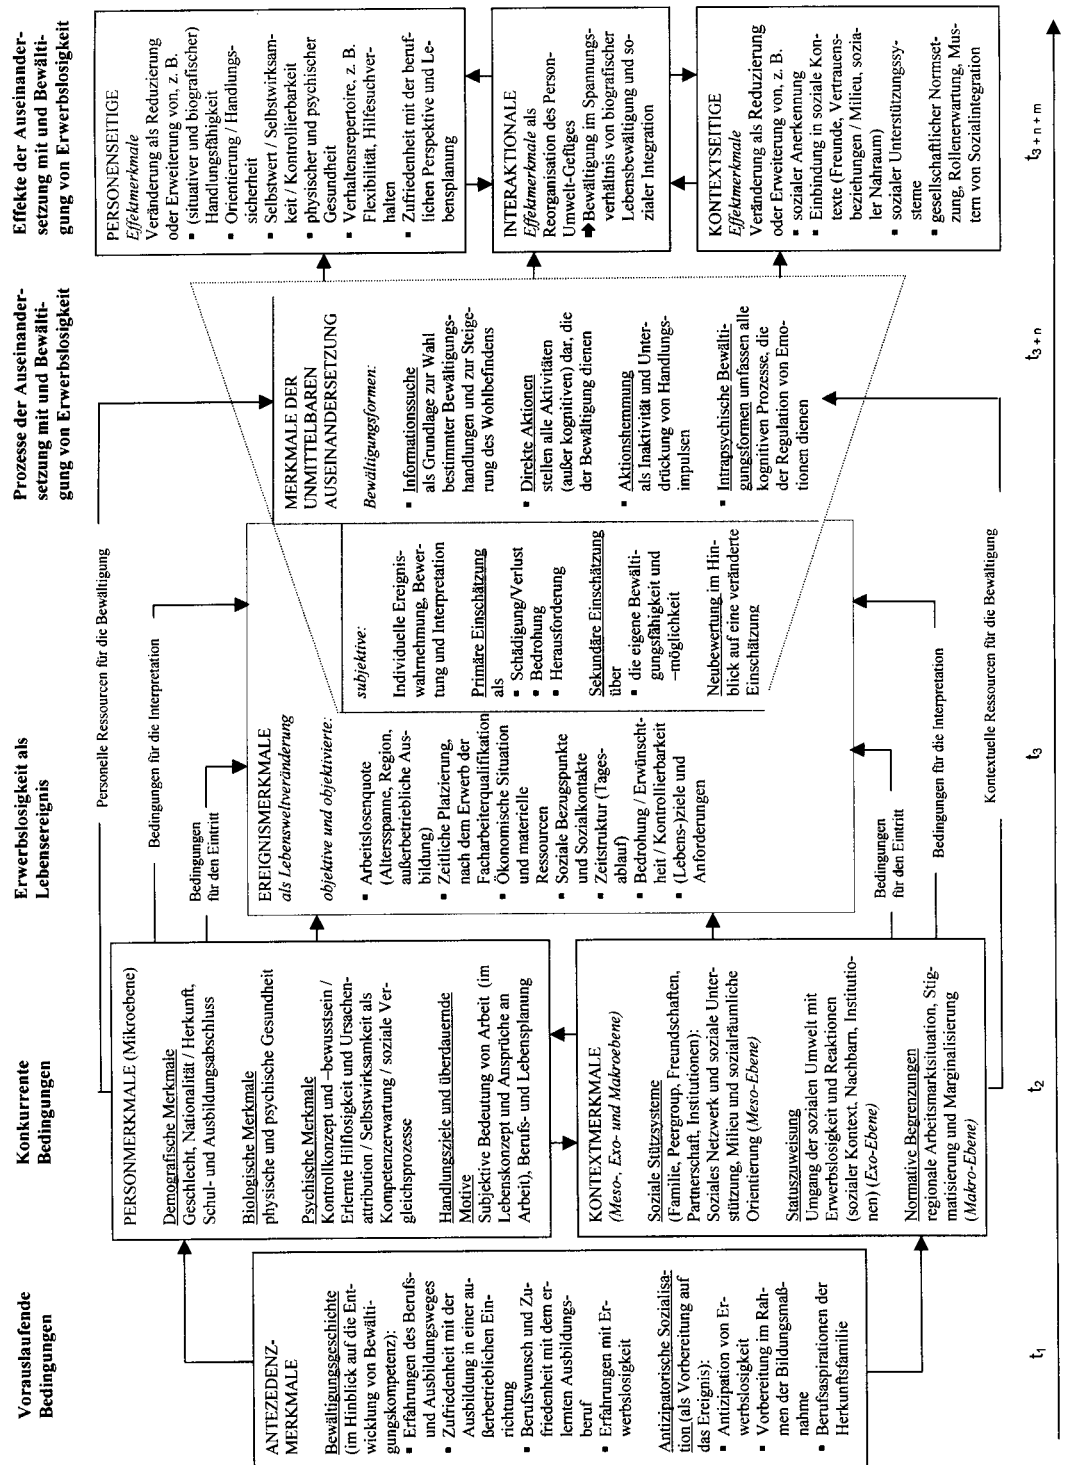 Vorauslaufende
Bedingungen
Konkurrente
Bedingungen
Erwerbslosigkeit als
Lebensereignis
Prozesse der Auseinander-
setzung mit und Bewälti-
gung von Erwerbslosigkeit
Effekte der Auseinander-
setzung mit und Bewälti-
gung von Erwerbslosigkeit
ANTEZEDENZ-
MERKMALE
Bewältigungsgeschichte
(im Hinblick auf die Ent-
wicklung von Bewälti-
gungskompetenz):
▪ Erfahrungen des Berufs-
und Ausbildungsweges
▪ Zufriedenheit mit der
Ausbildung in einer au-
ßerbetrieblichen Ein-
richtung
▪ Berufswunsch und Zu-
friedenheit mit dem er-
lernten Ausbildungs-
beruf
▪ Erfahrungen mit Er-
werbslosigkeit
Antizipatorische Sozialisa-
tion (als Vorbereitung auf
das Ereignis):
▪ Antizipation von Er-
werbslosigkeit
▪ Vorbereitung im Rah-
men der Bildungsmaß-
nahme
▪ Berufsaspirationen der
Herkunftsfamilie
PERSONMERKMALE (Mikroebene)
Demografische Merkmale
Geschlecht, Nationalität / Herkunft,
Schul- und Ausbildungsabschluss
Biologische Merkmale
physische und psychische Gesundheit
Psychische Merkmale
Kontrollkonzept und –bewusstsein /
Erlernte Hilflosigkeit und Ursachen-
attribution / Selbstwirksamkeit als
Kompetenzerwartung / soziale Ver-
gleichsprozesse
Handlungsziele und überdauernde
Motive
Subjektive Bedeutung von Arbeit (im
Lebenskonzept und Ansprüche an
Arbeit), Berufs- und Lebensplanung
KONTEXTMERKMALE
(Meso-, Exo- und Makroebene)
Soziale Stützsysteme
(Familie, Peergroup, Freundschaften,
Partnerschaft, Institutionen):
Soziales Netzwerk und soziale Unter-
stützung, Milieu und sozialräumliche
Orientierung (Meso-Ebene)
Statuszuweisung
Umgang der sozialen Umwelt mit
Erwerbslosigkeit und Reaktionen
(sozialer Kontext, Nachbarn, Institutio-
nen) (Exo-Ebene)
Normative Begrenzungen
regionale Arbeitsmarktsituation, Stig-
matisierung und Marginalisierung
(Makro-Ebene)
Personelle Ressourcen für die Bewältigung
Bedingungen für die Interpretation
Bedingungen
für den Eintritt
EREIGNISMERKMALE
als Lebensweltveränderung
objektive und objektivierte:
▪ Arbeitslosenquote
(Altersspanne, Region,
außerbetriebliche Aus-
bildung)
▪ Zeitliche Platzierung,
nach dem Erwerb der
Facharbeiterqualifikation
▪ Ökonomische Situation
und materielle
Ressourcen
▪ Soziale Bezugspunkte
und Sozialkontakte
▪ Zeitstruktur (Tages-
ablauf)
▪ Bedrohung / Erwünscht-
heit / Kontrollierbarkeit
▪ (Lebens-)ziele und
Anforderungen
subjektive:
Individuelle Ereignis-
wahrnehmung, Bewer-
tung und Interpretation
Primäre Einschätzung
als
▪ Schädigung/Verlust
▪ Bedrohung
▪ Herausforderung
Sekundäre Einschätzung
über
▪ die eigene Bewälti-
gungsfähigkeit und
–möglichkeit
Neubewertung im Hin-
blick auf eine veränderte
Einschätzung
Bedingungen
für den Eintritt
Bedingungen für die Interpretation
Kontextuelle Ressourcen für die Bewältigung
MERKMALE DER
UNMITTELBAREN
AUSEINANDERSETZUNG
Bewältigungsformen:
▪ Informationssuche
als Grundlage zur Wahl
bestimmter Bewältigungs-
handlungen und zur Steige-
rung des Wohlbefindens
▪ Direkte Aktionen
stellen alle Aktivitäten
(außer kognitiven) dar, die
der Bewältigung dienen
▪ Aktionshemmung
als Inaktivität und Unter-
drückung von Handlungs-
impulsen
▪ Intrapsychische Bewälti-
gungsformen umfassen alle
kognitiven Prozesse, die
der Regulation von Emo-
tionen dienen
PERSONENSEITIGE
Effektmerkmale
Veränderung als Reduzierung
oder Erweiterung von, z. B.
▪ (situativer und biografischer)
Handlungsfähigkeit
▪ Orientierung / Handlungs-
sicherheit
▪ Selbstwert / Selbstwirksam-
keit / Kontrollierbarkeit
▪ physischer und psychischer
Gesundheit
▪ Verhaltensrepertoire, z. B.
Flexibilität, Hilfesuchver-
halten
▪ Zufriedenheit mit der beruf-
lichen Perspektive und Le-
bensplanung
INTERAKTIONALE
Effektmerkmale als
Reorganisation des Person-
Umwelt-Gefüges
➡Bewältigung im Spannungs-
verhältnis von biografischer
Lebensbewältigung und so-
zialer Integration
KONTEXTSEITIGE
Effektmerkmale
Veränderung als Reduzierung
oder Erweiterung von, z. B.
▪ sozialer Anerkennung
▪ Einbindung in soziale Kon-
texte (Freunde, Vertrauens-
beziehungen / Milieu, sozia-
ler Nahraum)
▪ sozialer Unterstützungssy-
steme
▪ gesellschaftlicher Normset-
zung, Rollenerwartung, Mus-
tern von Sozialintegration
t1
t2
t3
t3 + n
t3 + n + m